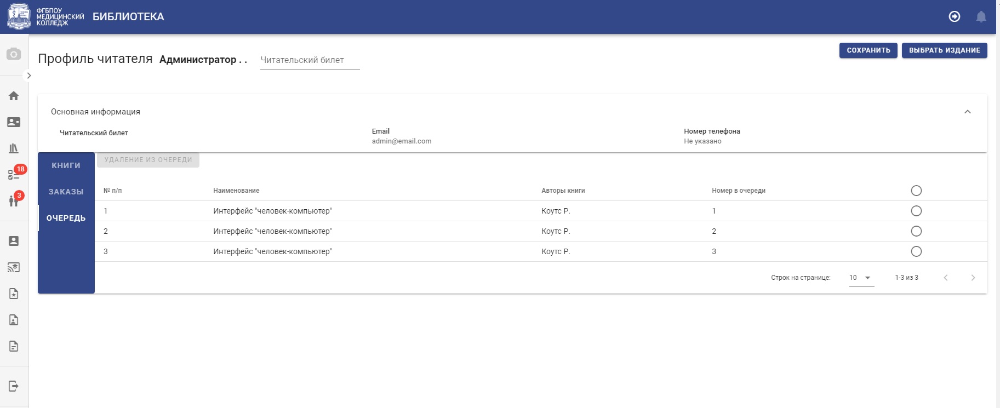 ФГБПОУ
МЕДИЦИНСКИЙ
КОЛЛЕДЖ
БИБЛИОТЕКА
Профиль читателя Администратор . . Читательский билет
СОХРАНИТЬ ВЫБРАТЬ ИЗДАНИЕ
Основная информация
Читательский билет
Email
admin@email.com
Номер телефона
Не указано
18
3
КНИГИ
ЗАКАЗЫ
ОЧЕРЕДЬ
УДАЛЕНИЕ ИЗ ОЧЕРЕДИ
№ п/п Наименование Авторы книги Номер в очереди
1 Интерфейс "человек-компьютер" Коутс Р. 1
2 Интерфейс "человек-компьютер" Коутс Р. 2
3 Интерфейс "человек-компьютер" Коутс Р. 3
Строк на странице: 10 1-3 из 3